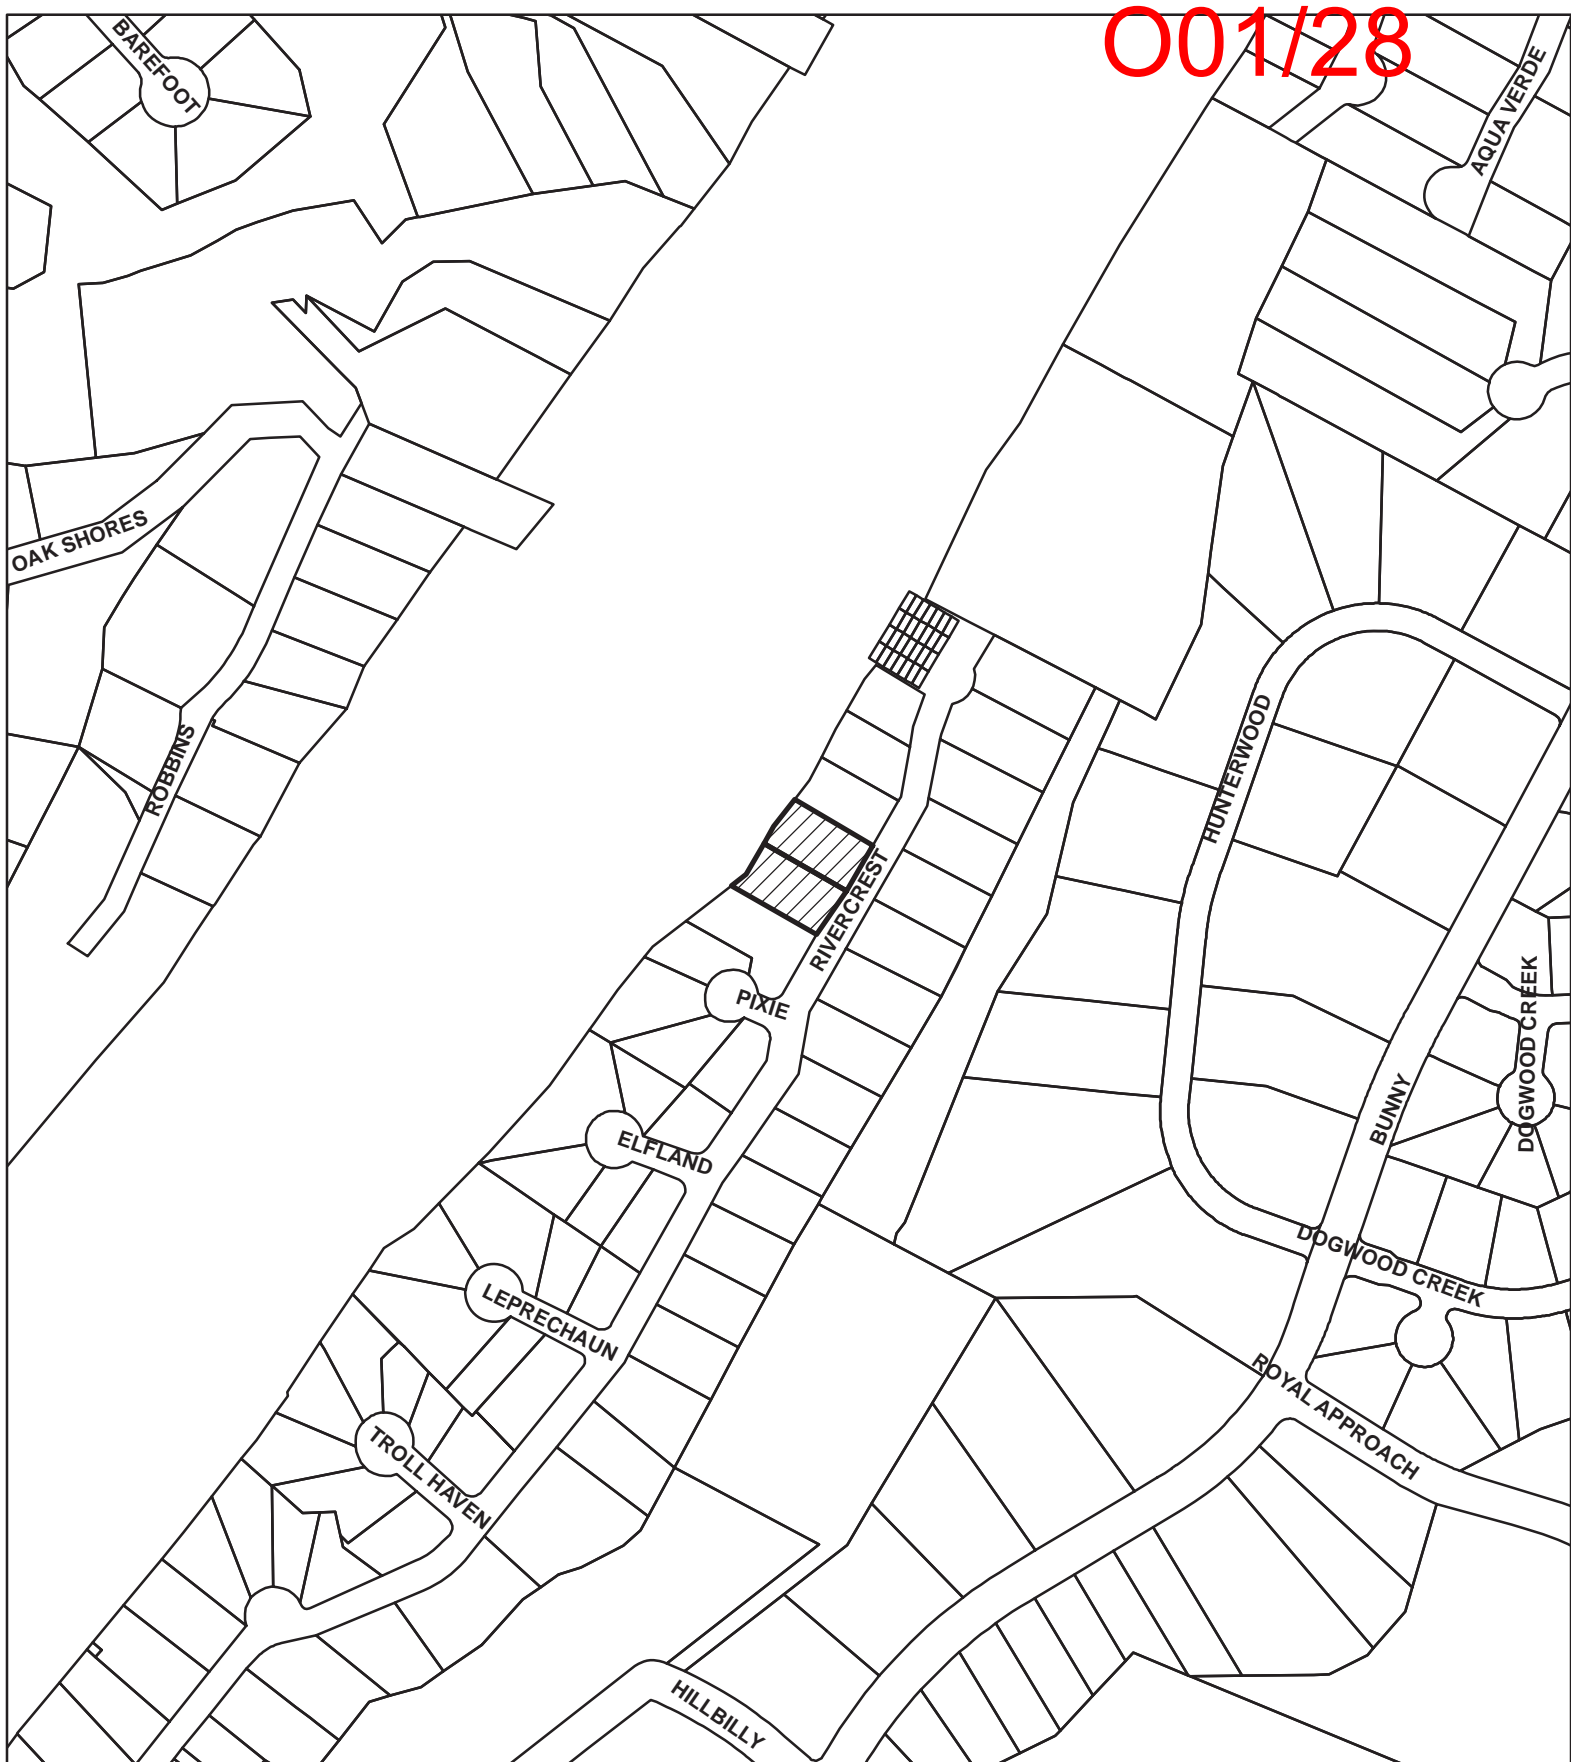 O01/28
BAREFOOT
AQUA VERDE
OAK SHORES
ROBBINS
HUNTERWOOD
RIVERCREST
PIXIE
DOGWOOD CREEK
BUNNY
ELFLAND
DOGWOOD CREEK
LEPRECHAUN
ROYAL APPROACH
TROLL HAVEN
HILLBILLY